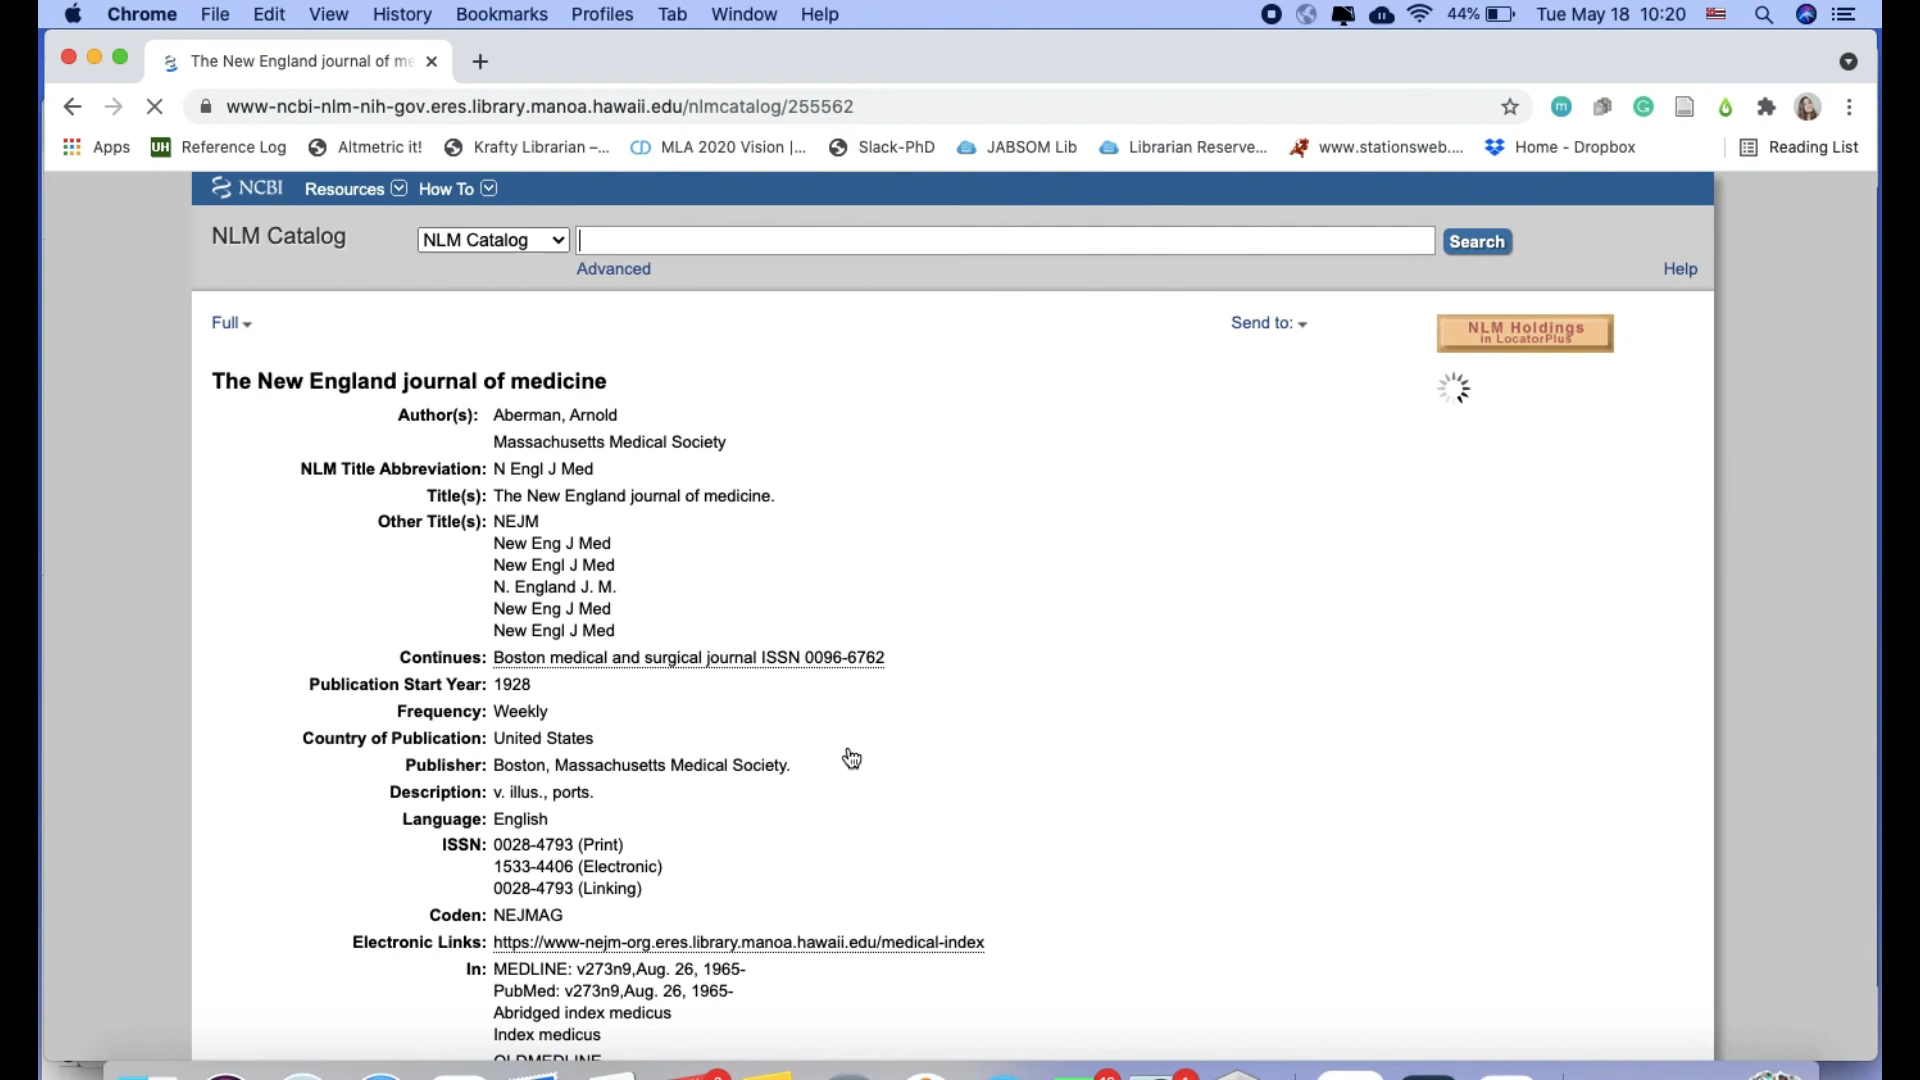 Chrome File Edit View History Bookmarks Profiles Tab Window Help 44% Tue May 18 10:20
The New England journal of me
www-ncbi-nlm-nih-gov.eres.library.manoa.hawaii.edu/nlmcatalog/255562
Apps UH Reference Log Altmetric it! Krafty Librarian –... CD MLA 2020 Vision |... Slack-PhD JABSOM Lib Librarian Reserve... www.stationsweb.... Home - Dropbox Reading List
NCBI Resources How To
NLM Catalog NLM Catalog Search
Advanced Help
Full Send to: NLM Holdings
in LocatorPlus
The New England journal of medicine
Author(s): Aberman, Arnold
Massachusetts Medical Society
NLM Title Abbreviation: N Engl J Med
Title(s): The New England journal of medicine.
Other Title(s): NEJM
New Eng J Med
New Engl J Med
N. England J. M.
New Eng J Med
New Engl J Med
Continues: Boston medical and surgical journal ISSN 0096-6762
Publication Start Year: 1928
Frequency: Weekly
Country of Publication: United States
Publisher: Boston, Massachusetts Medical Society.
Description: v. illus., ports.
Language: English
ISSN: 0028-4793 (Print)
1533-4406 (Electronic)
0028-4793 (Linking)
Coden: NEJMAG
Electronic Links: https://www-nejm-org.eres.library.manoa.hawaii.edu/medical-index
In: MEDLINE: v273n9,Aug. 26, 1965-
PubMed: v273n9,Aug. 26, 1965-
Abridged index medicus
Index medicus
OLDMEDLINE